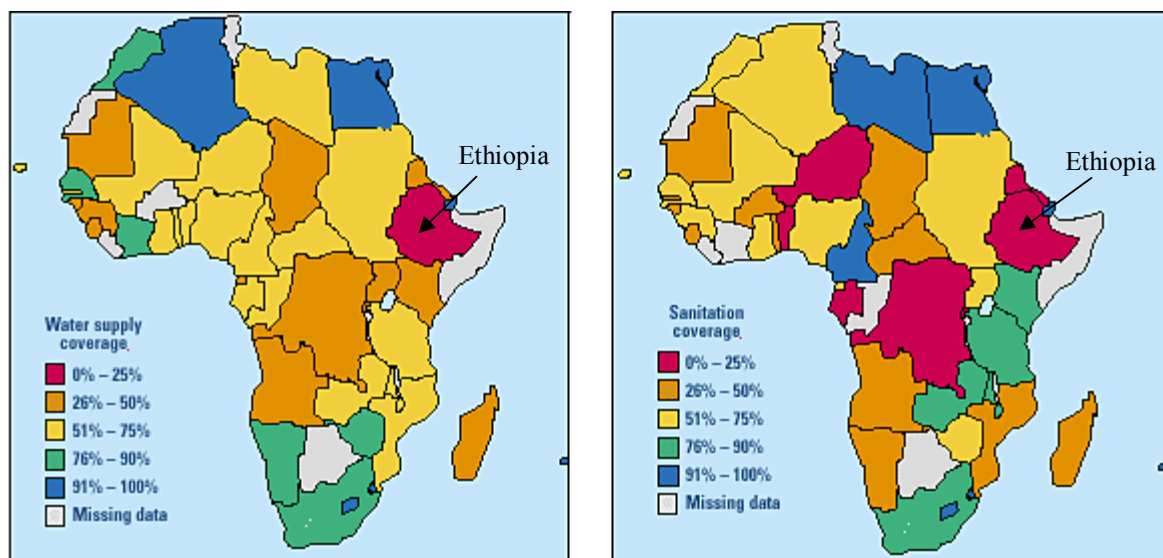 Ethiopia
Water supply
coverage.
0% – 25%
26% – 50%
51% – 75%
76% – 90%
91% – 100%
Missing data
Ethiopia
Sanitation
coverage.
0% – 25%
26% – 50%
51% – 75%
76% – 90%
91% – 100%
Missing data